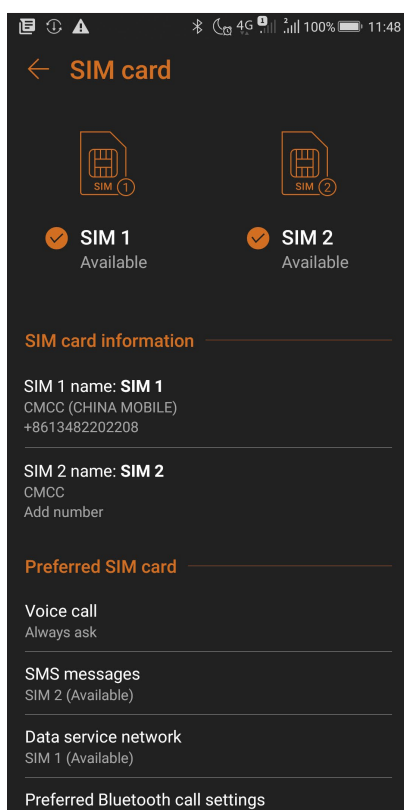 4G 1 2 100% 11:48
SIM card
SIM 1 SIM 2
SIM 1 SIM 2
Available Available
SIM card information
SIM 1 name: SIM 1
CMCC (CHINA MOBILE)
+8613482202208
SIM 2 name: SIM 2
CMCC
Add number
Preferred SIM card
Voice call
Always ask
SMS messages
SIM 2 (Available)
Data service network
SIM 1 (Available)
Preferred Bluetooth call settings